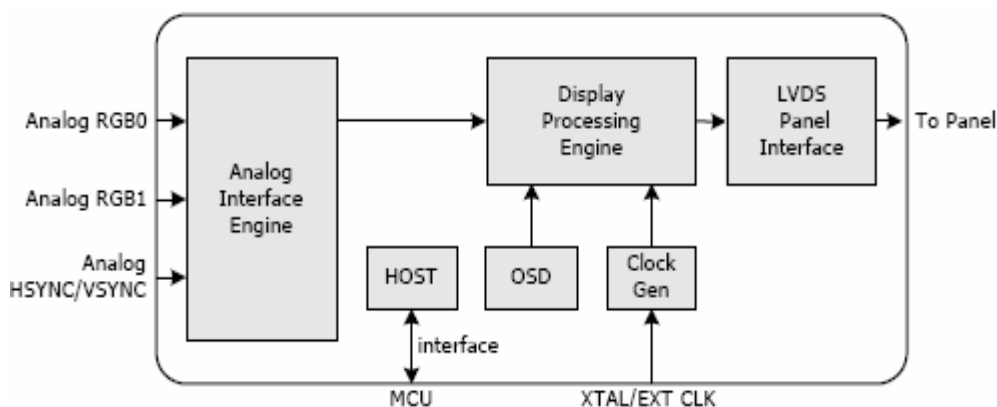 Analog RGB0
Analog RGB1
Analog
HSYNC/VSYNC
Analog
Interface
Engine
Display
Processing
Engine
LVDS
Panel
Interface
To Panel
HOST
OSD
Clock
Gen
interface
MCU
XTAL/EXT CLK